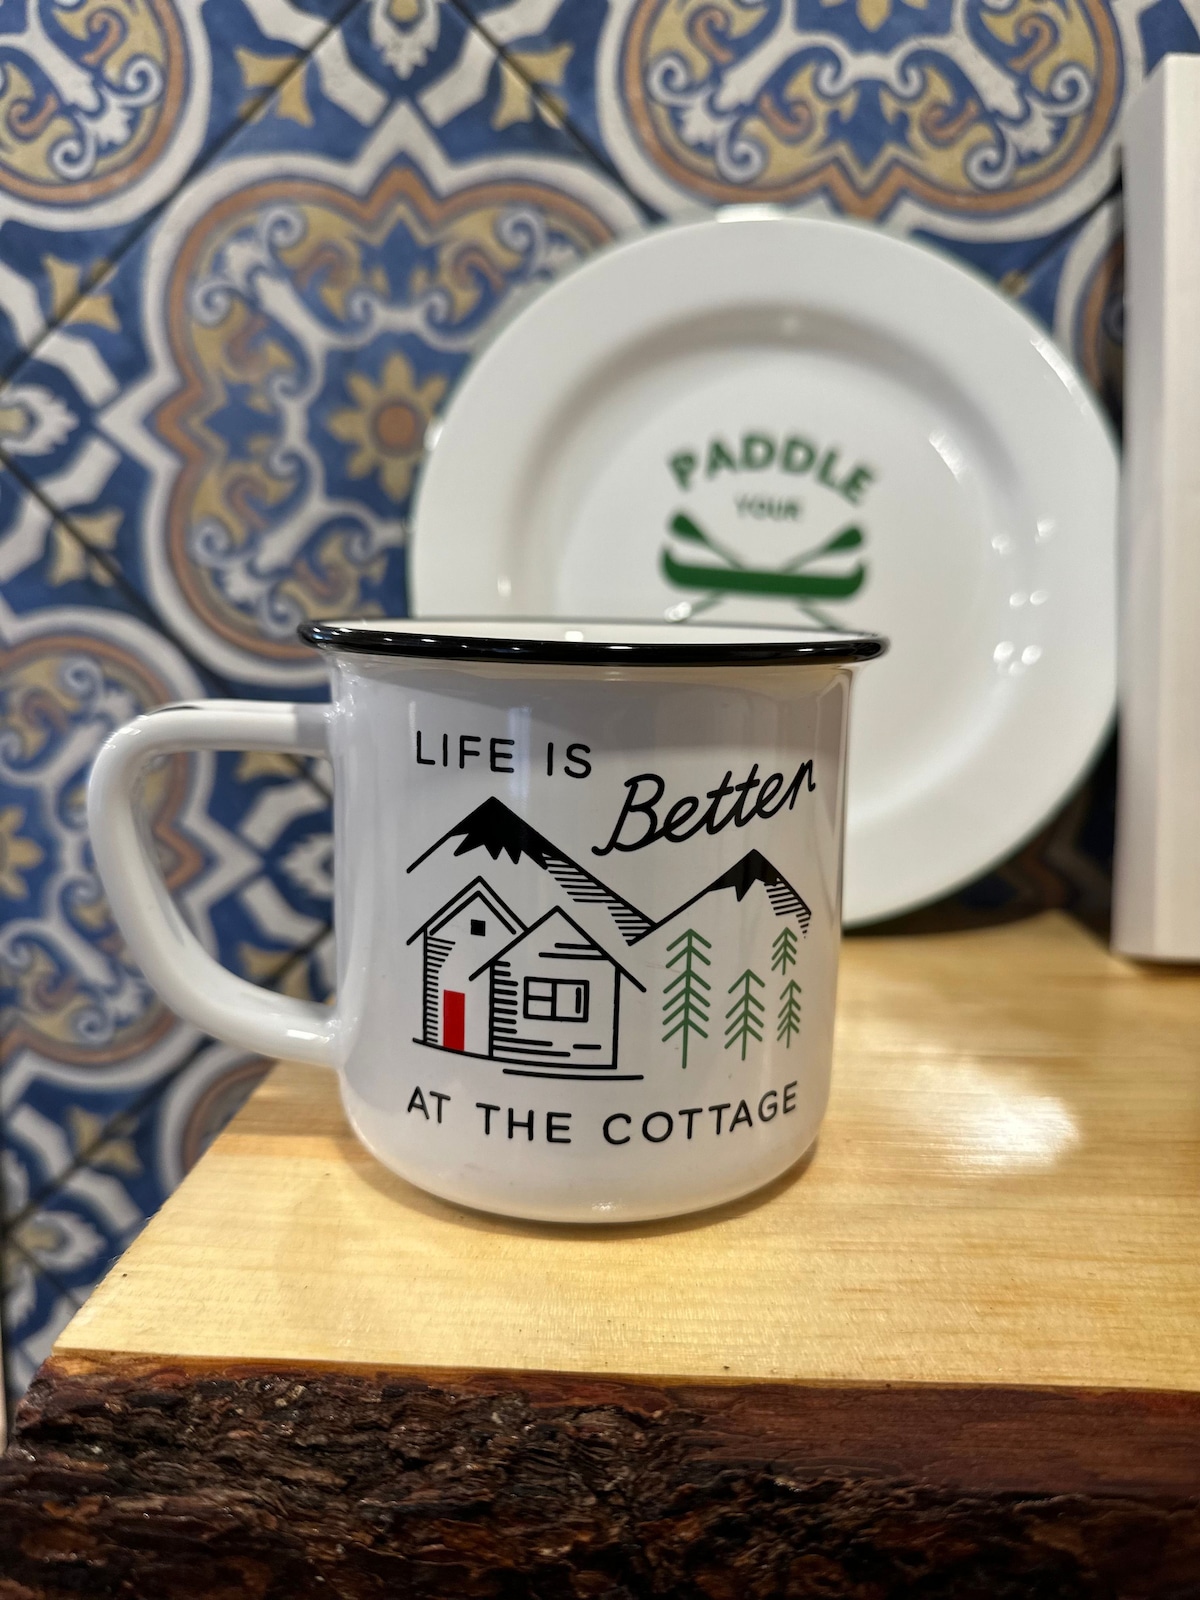 PADDLE
YOUR
LIFE IS
Better
AT THE COTTAGE